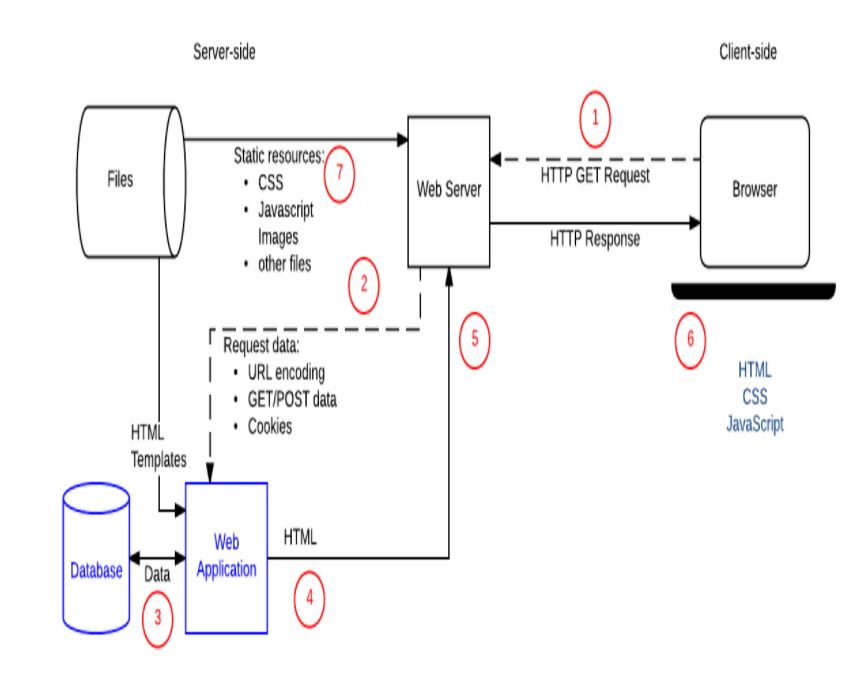 Server-side
Client-side
1
Files
Static resources:
• CSS
• Javascript
Images
• other files
7
Web Server
HTTP GET Request
HTTP Response
Browser
2
Request data:
• URL encoding
• GET/POST data
• Cookies
5
6
HTML
CSS
JavaScript
HTML
Templates
Database
Data
3
Web
Application
HTML
4